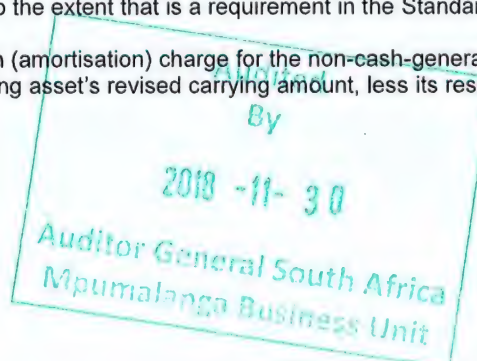 o the extent that is a requirement in the Standar
n (amortisation) charge for the non-cash-genera
ng asset's revised carrying amount, less its res
Audited
By
2018 -11- 30
Auditor General South Africa
Mpumalanga Business Unit